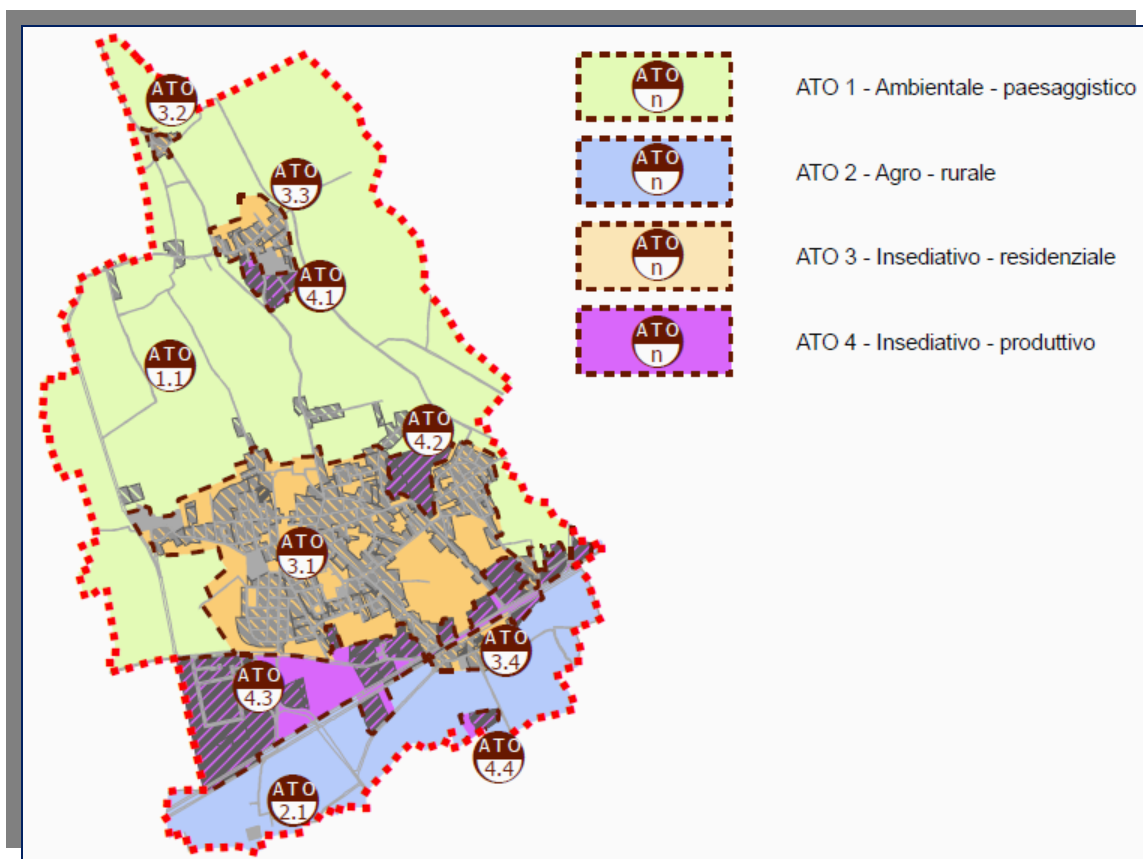 ATO
3.2
ATO
3.3
ATO
4.1
ATO
1.1
ATO
4.2
ATO
3.1
ATO
3.4
ATO
4.3
ATO
4.4
ATO
2.1
ATO
n
ATO 1 - Ambientale - paesaggistico
ATO
n
ATO 2 - Agro - rurale
ATO
n
ATO 3 - Insediativo - residenziale
ATO
n
ATO 4 - Insediativo - produttivo